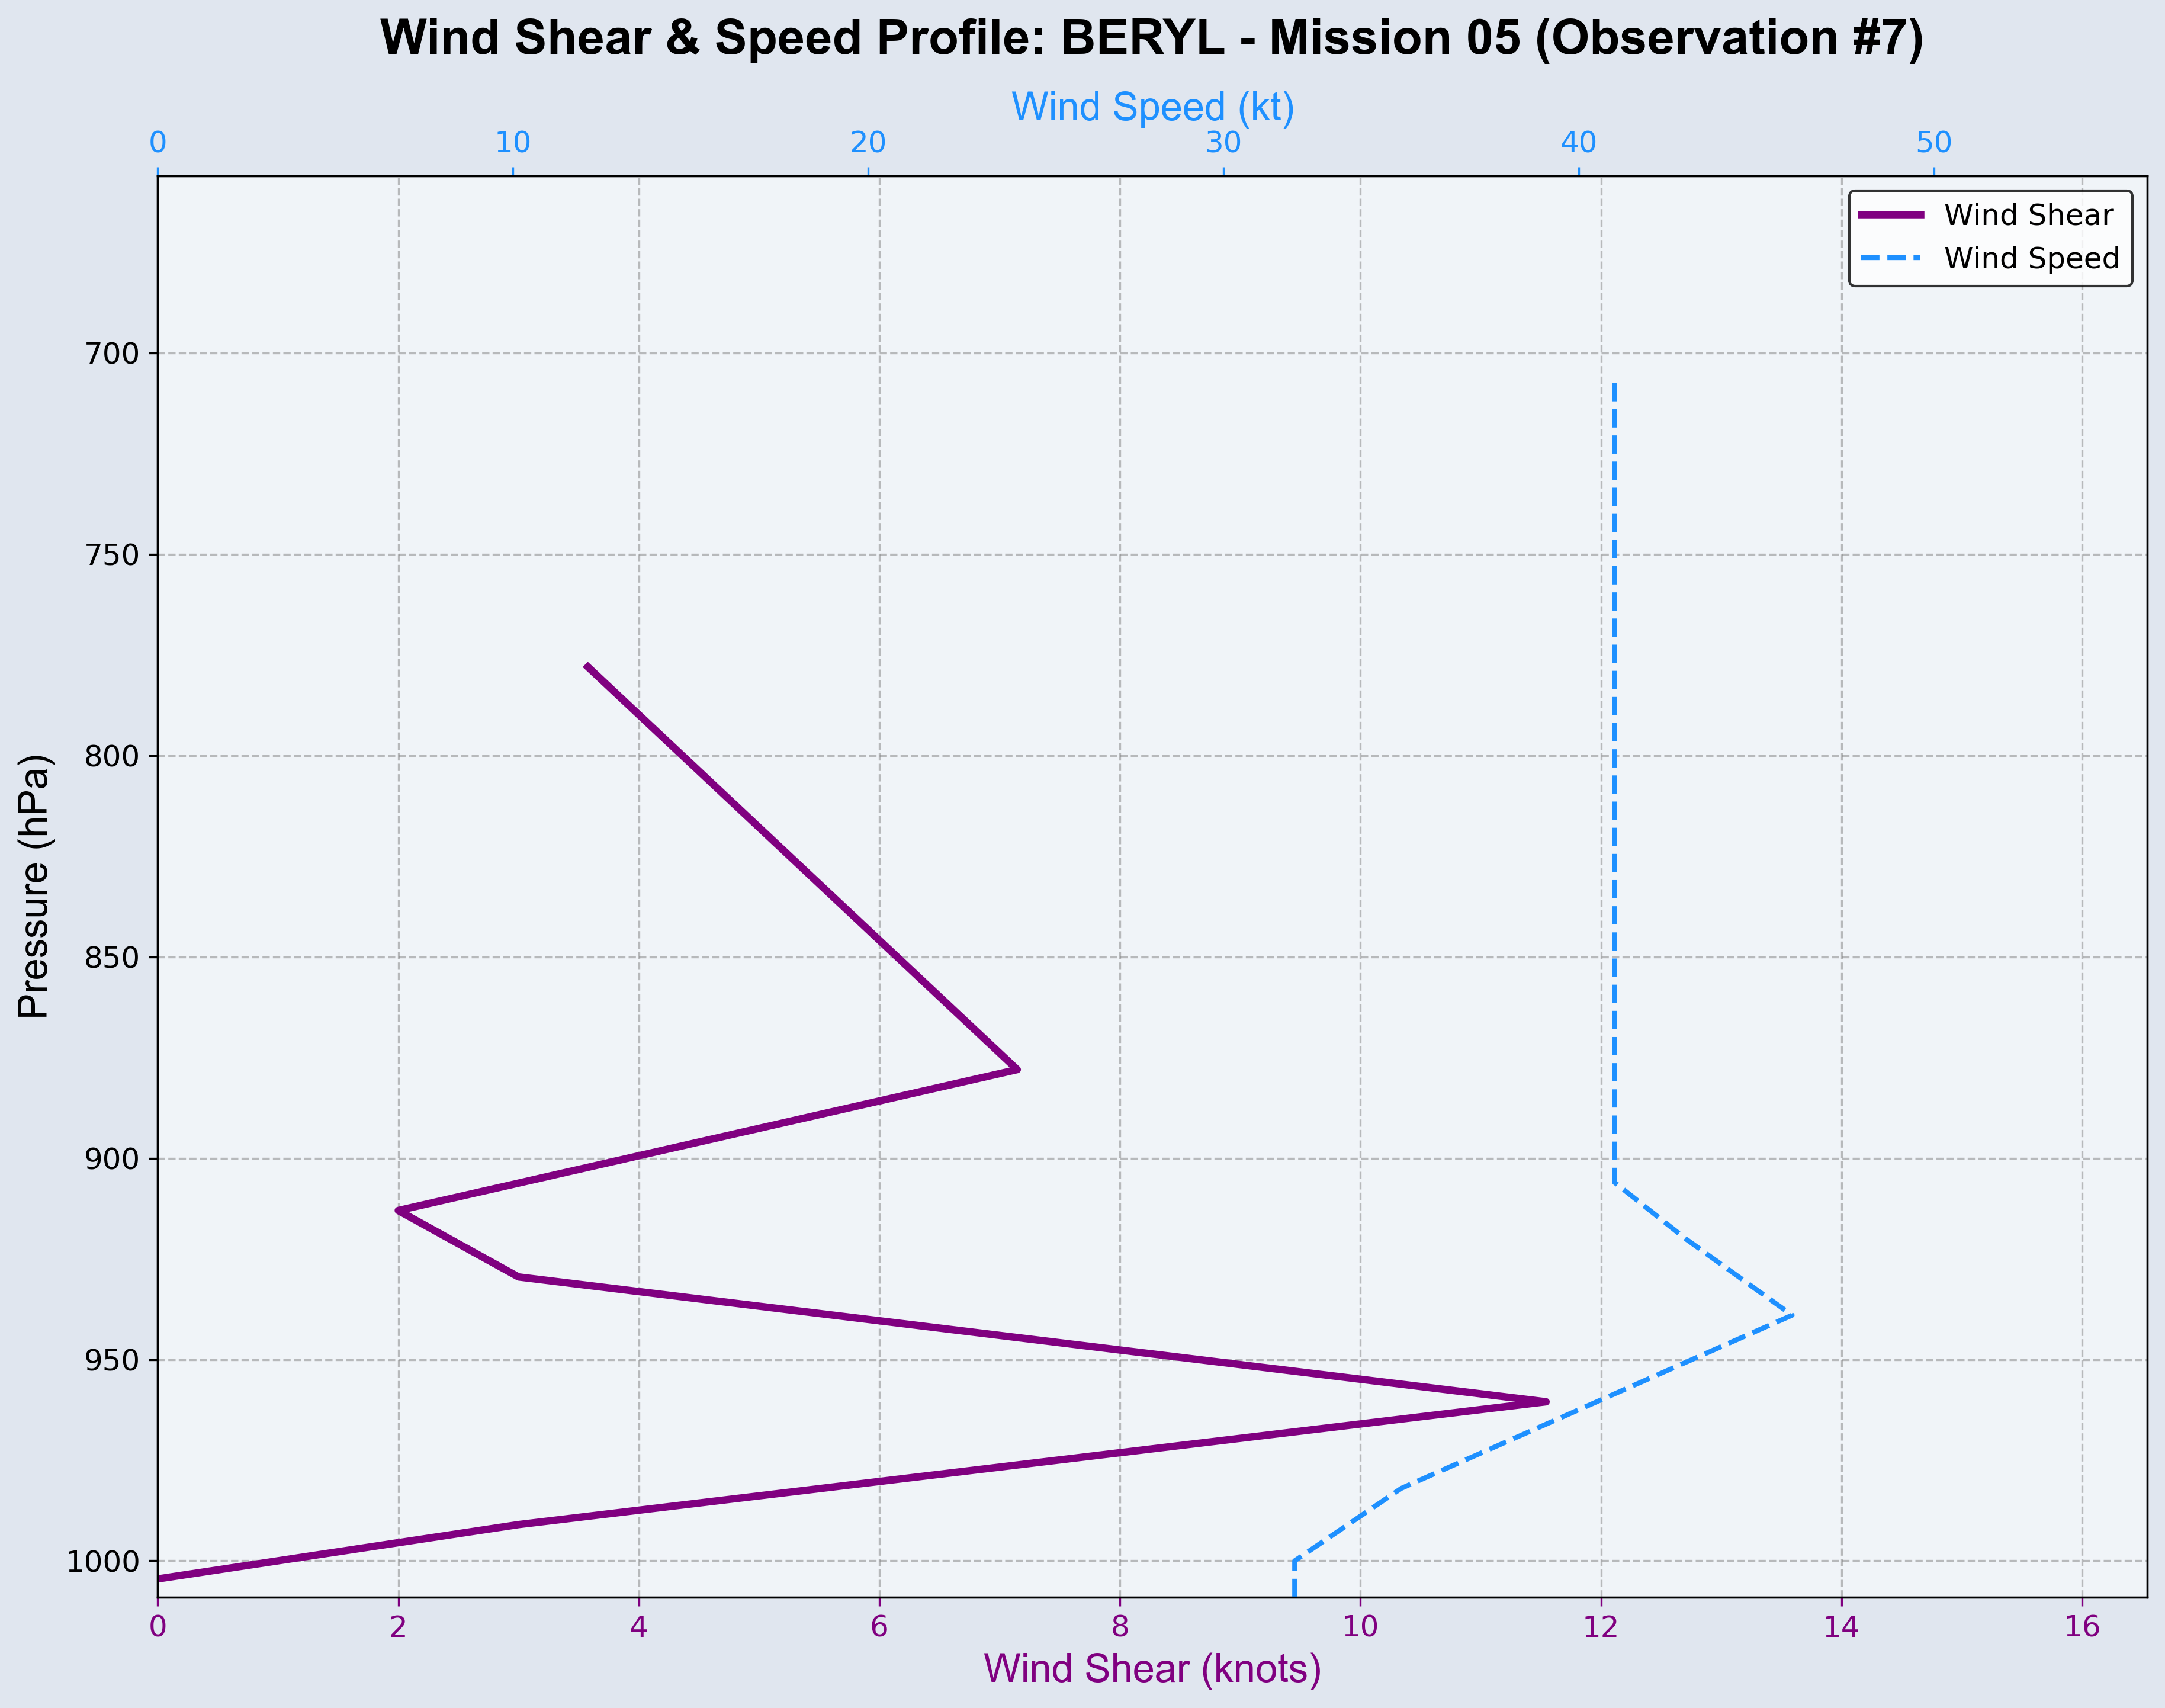 Wind Shear & Speed Profile: BERYL - Mission 05 (Observation #7)
Wind Speed (kt)
0 10 20 30 40 50
Wind Shear
Wind Speed
Pressure (hPa)
700
750
800
850
900
950
1000
0 2 4 6 8 10 12 14 16
Wind Shear (knots)